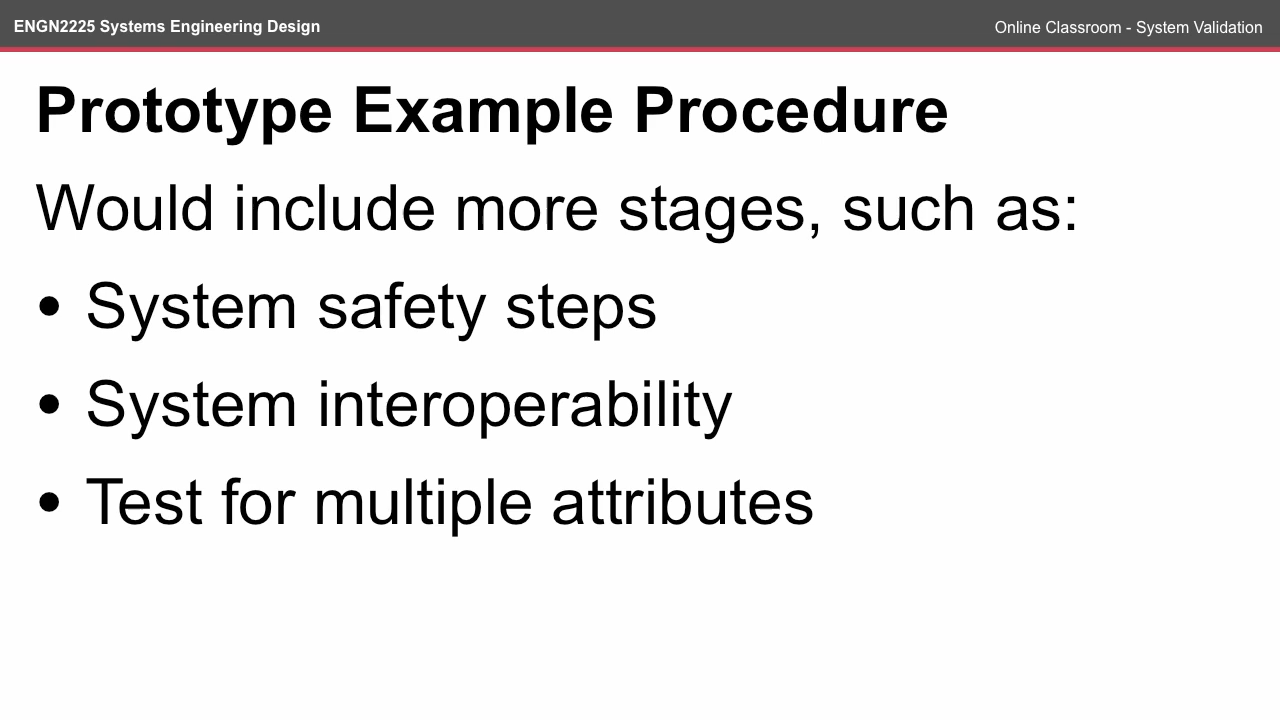 ENGN2225 Systems Engineering Design
Online Classroom - System Validation
Prototype Example Procedure
Would include more stages, such as:
• System safety steps
• System interoperability
• Test for multiple attributes